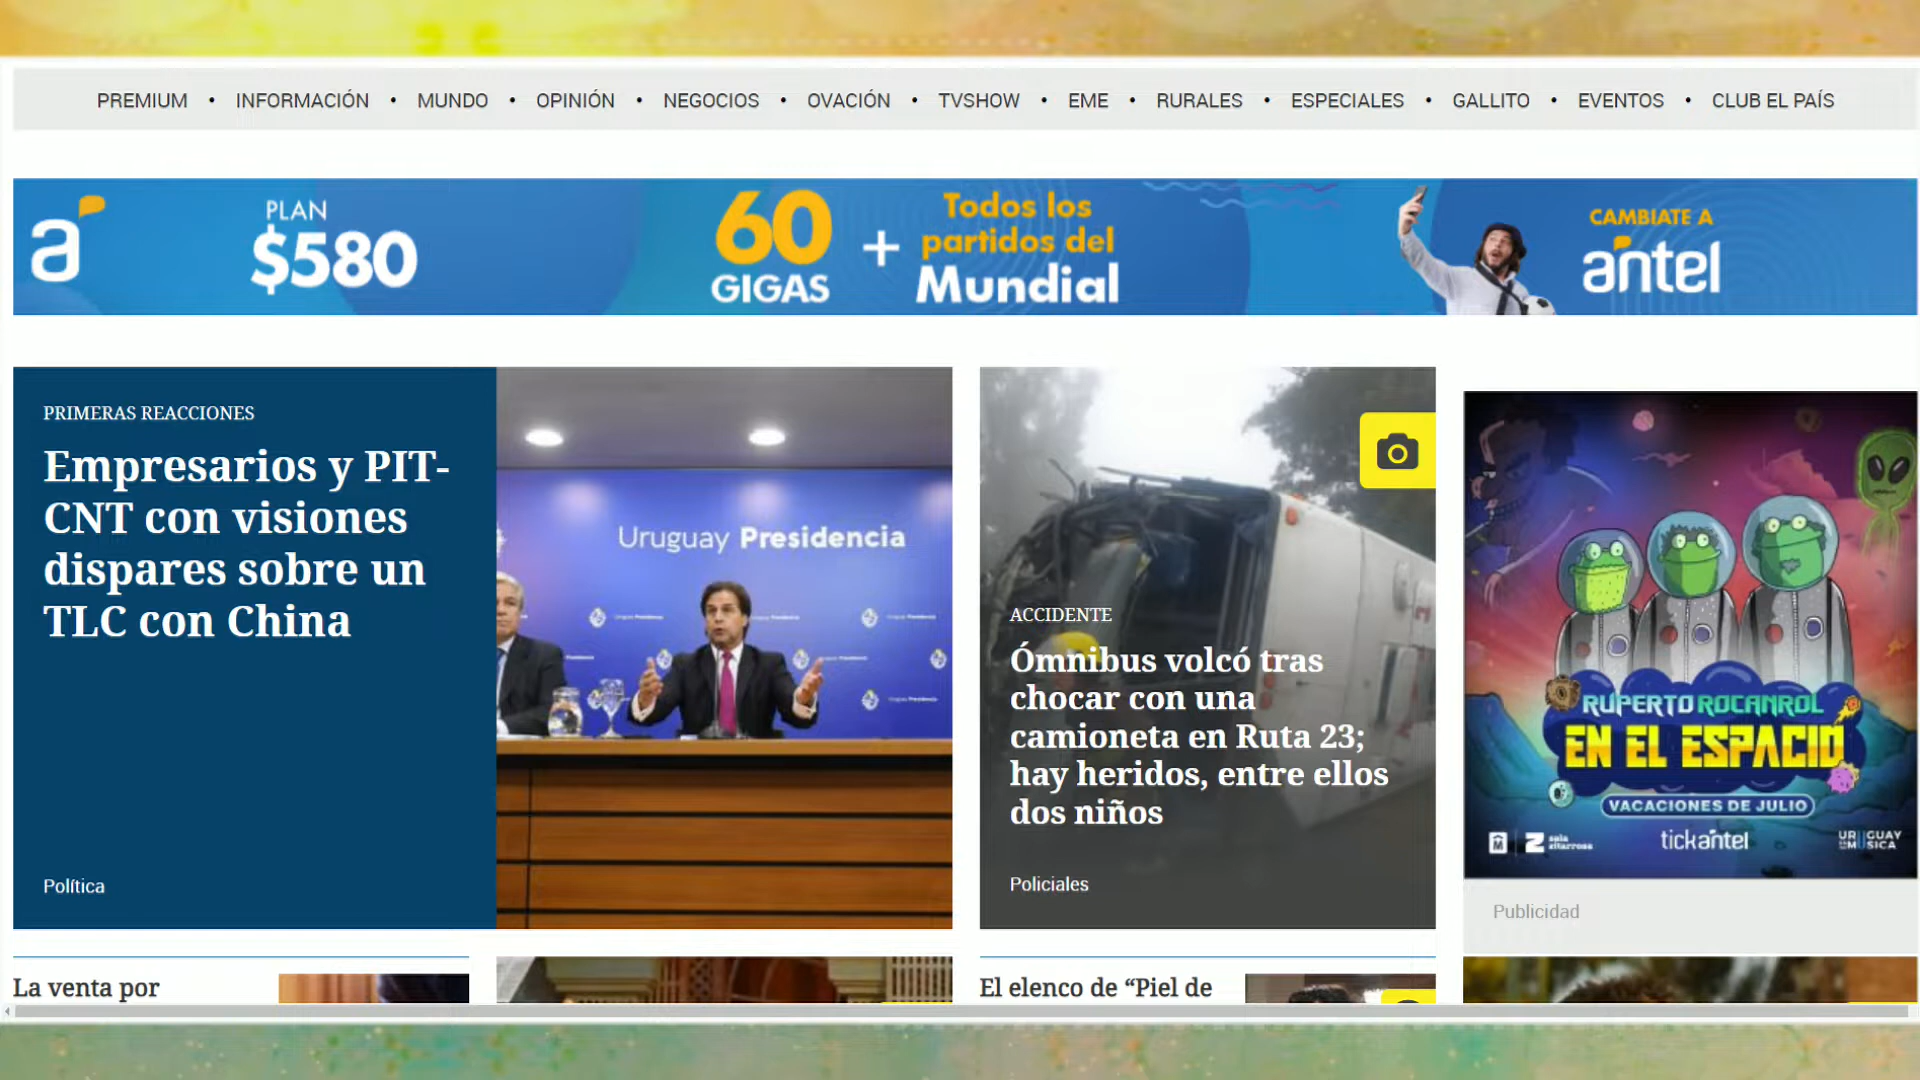 PREMIUM • INFORMACIÓN • MUNDO • OPINIÓN • NEGOCIOS • OVACIÓN • TVSHOW • EME • RURALES • ESPECIALES • GALLITO • EVENTOS • CLUB EL PAÍS
a
PLAN
$580
60
GIGAS
+
Todos los
partidos del
Mundial
CAMBIATE A
antel
PRIMERAS REACCIONES
Empresarios y PIT-
CNT con visiones
dispares sobre un
TLC con China
Política
Uruguay Presidencia
ACCIDENTE
Ómnibus volcó tras
chocar con una
camioneta en Ruta 23;
hay heridos, entre ellos
dos niños
Policiales
RUPERTO ROCANROL
EN EL ESPACIO
VACACIONES DE JULIO
sala zitarrosa
tickantel
Publicidad
La venta por
El elenco de “Piel de